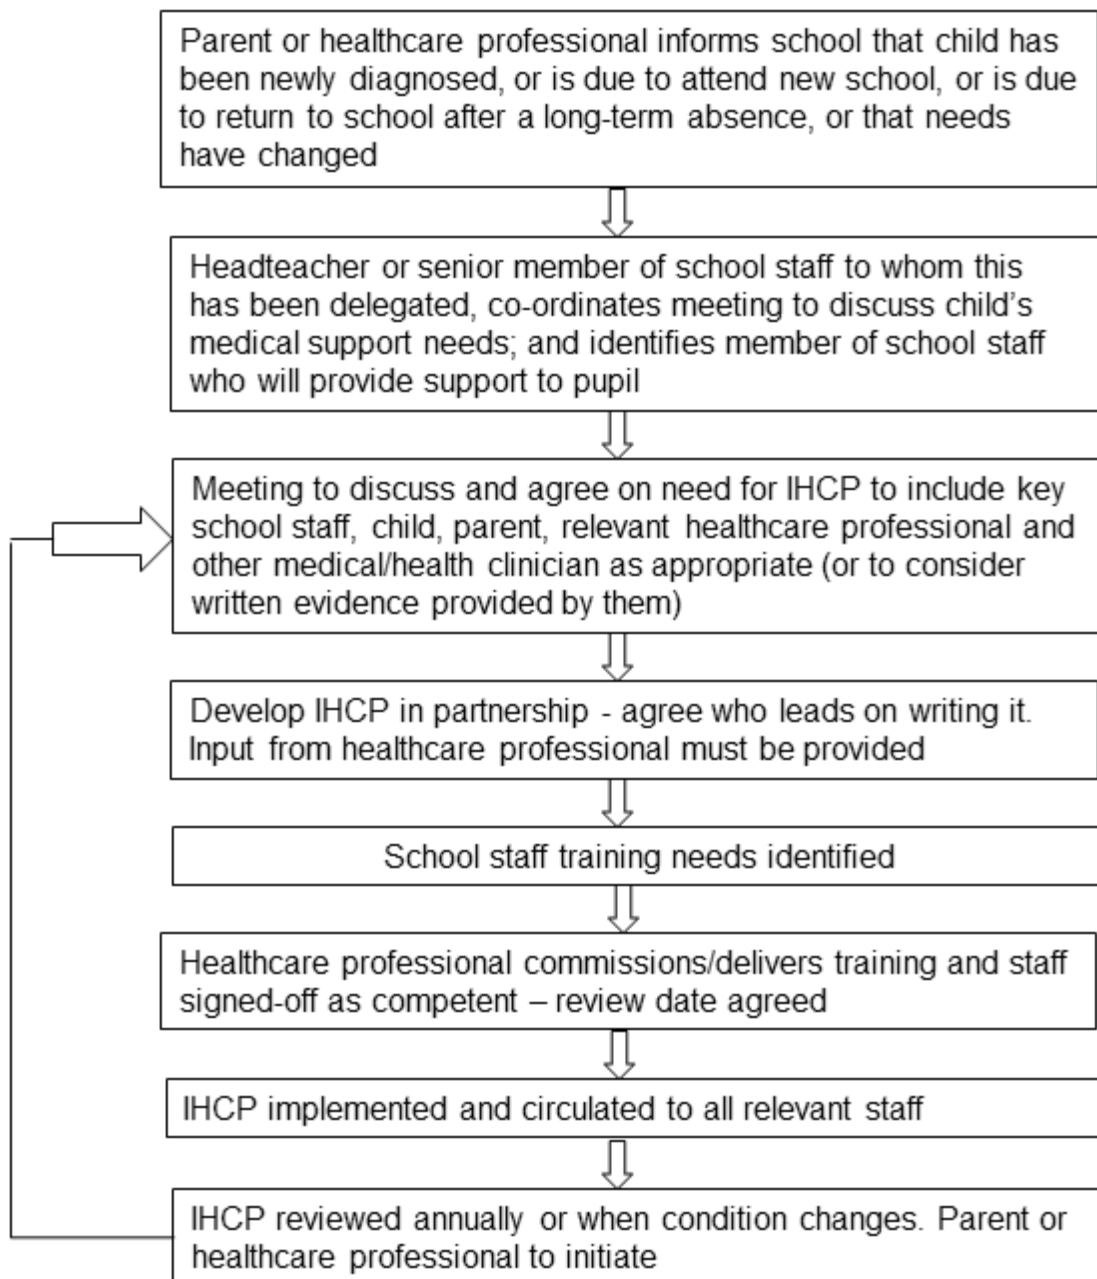 Parent or healthcare professional informs school that child has
been newly diagnosed, or is due to attend new school, or is due
to return to school after a long-term absence, or that needs
have changed
Headteacher or senior member of school staff to whom this
has been delegated, co-ordinates meeting to discuss child's
medical support needs; and identifies member of school staff
who will provide support to pupil
Meeting to discuss and agree on need for IHCP to include key
school staff, child, parent, relevant healthcare professional and
other medical/health clinician as appropriate (or to consider
written evidence provided by them)
Develop IHCP in partnership - agree who leads on writing it.
Input from healthcare professional must be provided
School staff training needs identified
Healthcare professional commissions/delivers training and staff
signed-off as competent – review date agreed
IHCP implemented and circulated to all relevant staff
IHCP reviewed annually or when condition changes. Parent or
healthcare professional to initiate